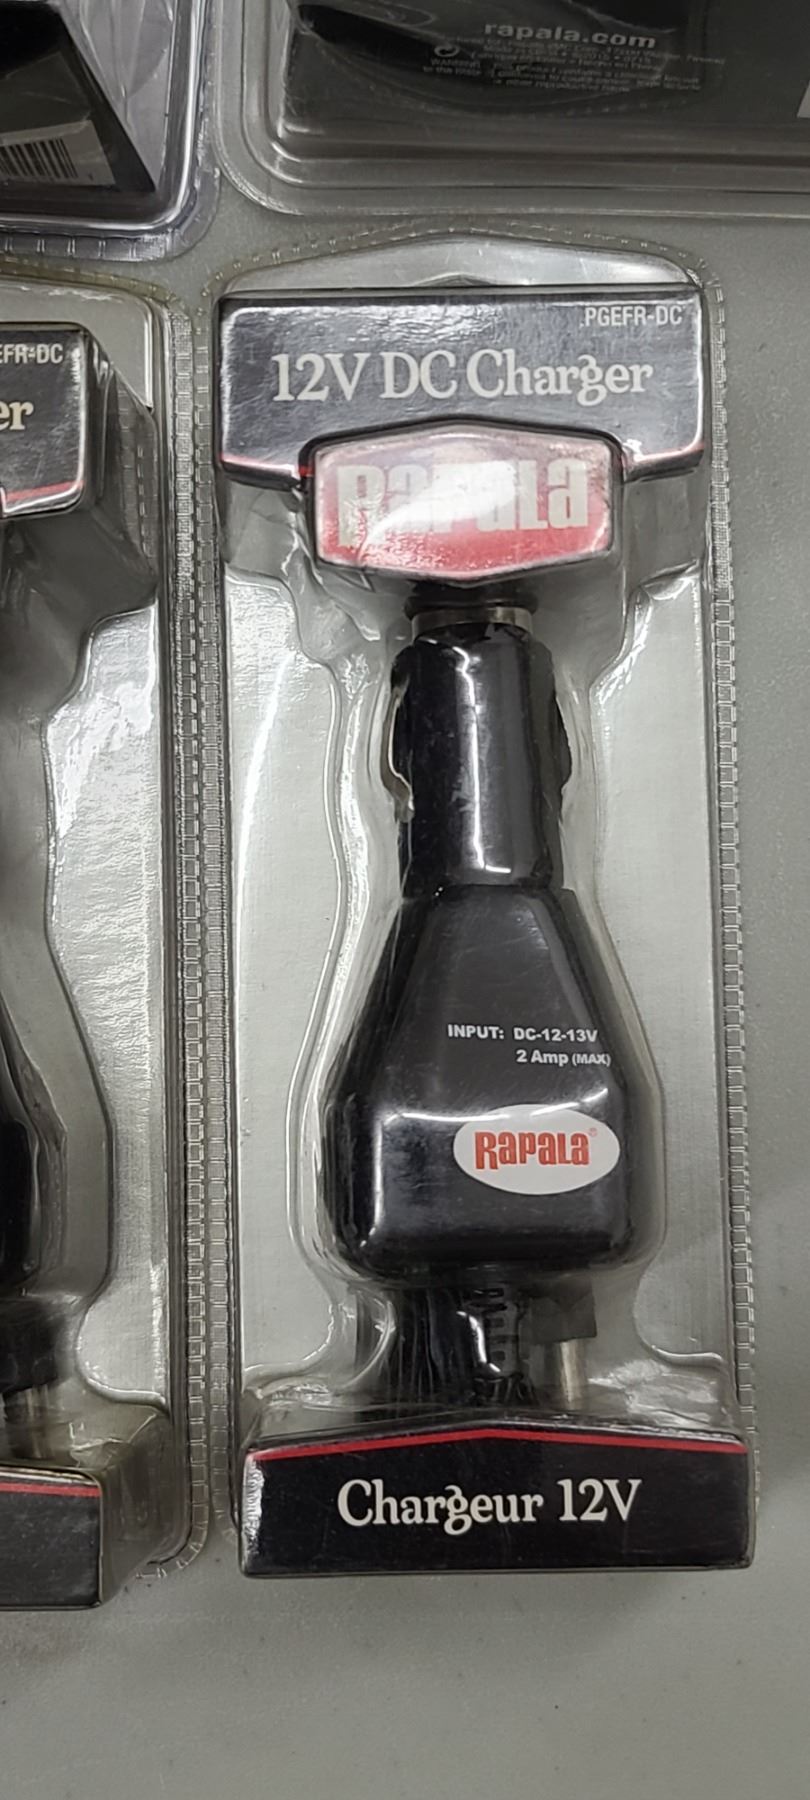 rapala.com
EFR-DC
er
PGEFR-DC
12V DC Charger
Rapala
INPUT: DC-12-13V
2 Amp (MAX)
Rapala®
Chargeur 12V